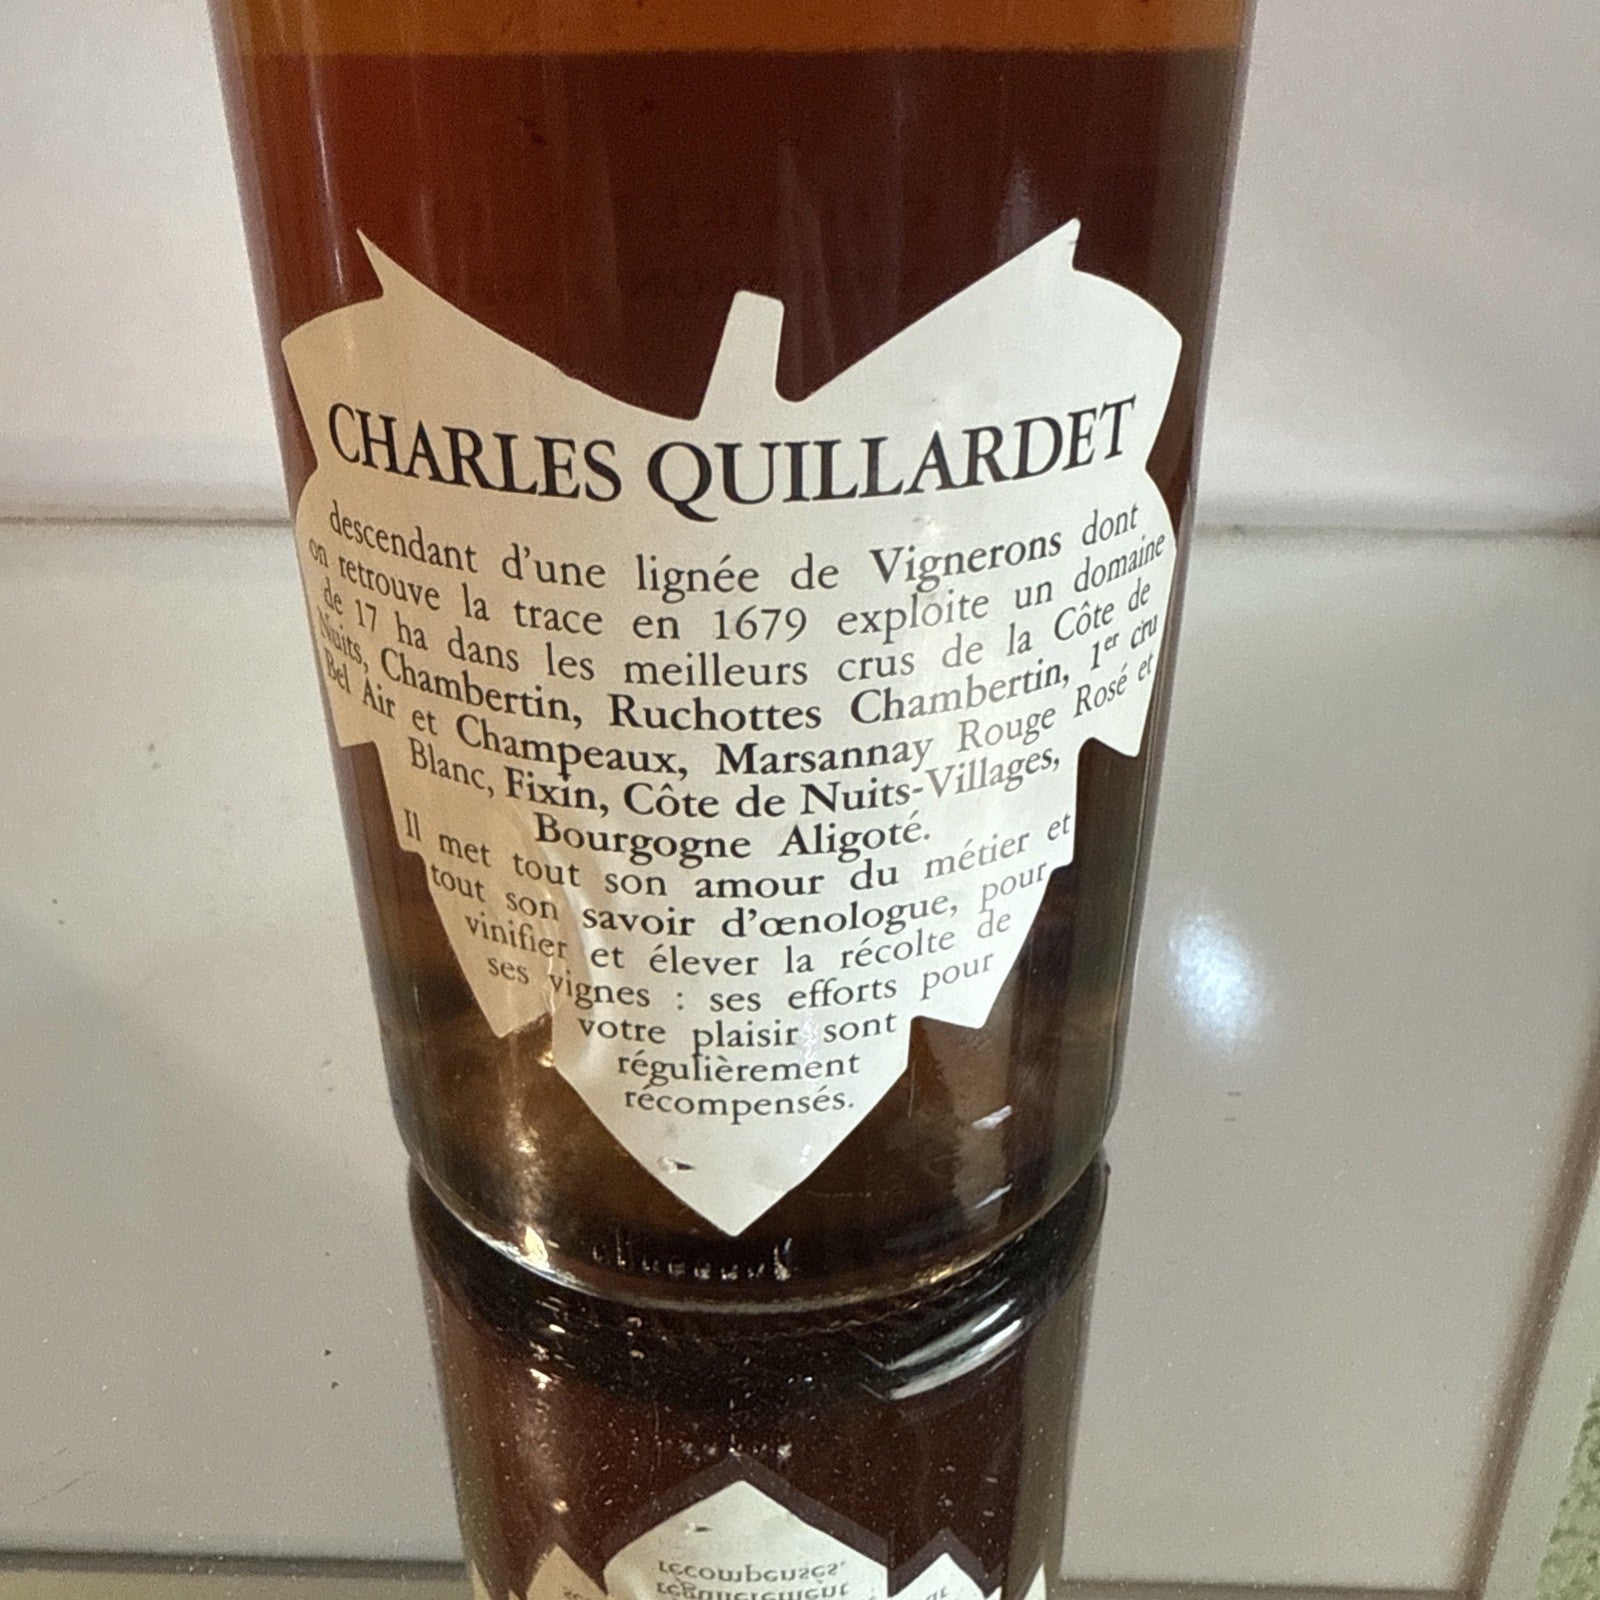 CHARLES QUILLARDET
descendant d'une lignée de Vignerons dont
on retrouve la trace en 1679 exploite un domaine
de 17 ha dans les meilleurs crus de la Côte de
Nuits, Chambertin, Ruchottes Chambertin, 1er cru
Bel Air et Champeaux, Marsannay Rouge Rosé et
Blanc, Fixin, Côte de Nuits-Villages,
Bourgogne Aligoté.
Il met tout son amour du métier et
tout son savoir d'œnologue, pour
vinifier et élever la récolte de
ses vignes : ses efforts pour
votre plaisir sont
régulièrement
récompensés.